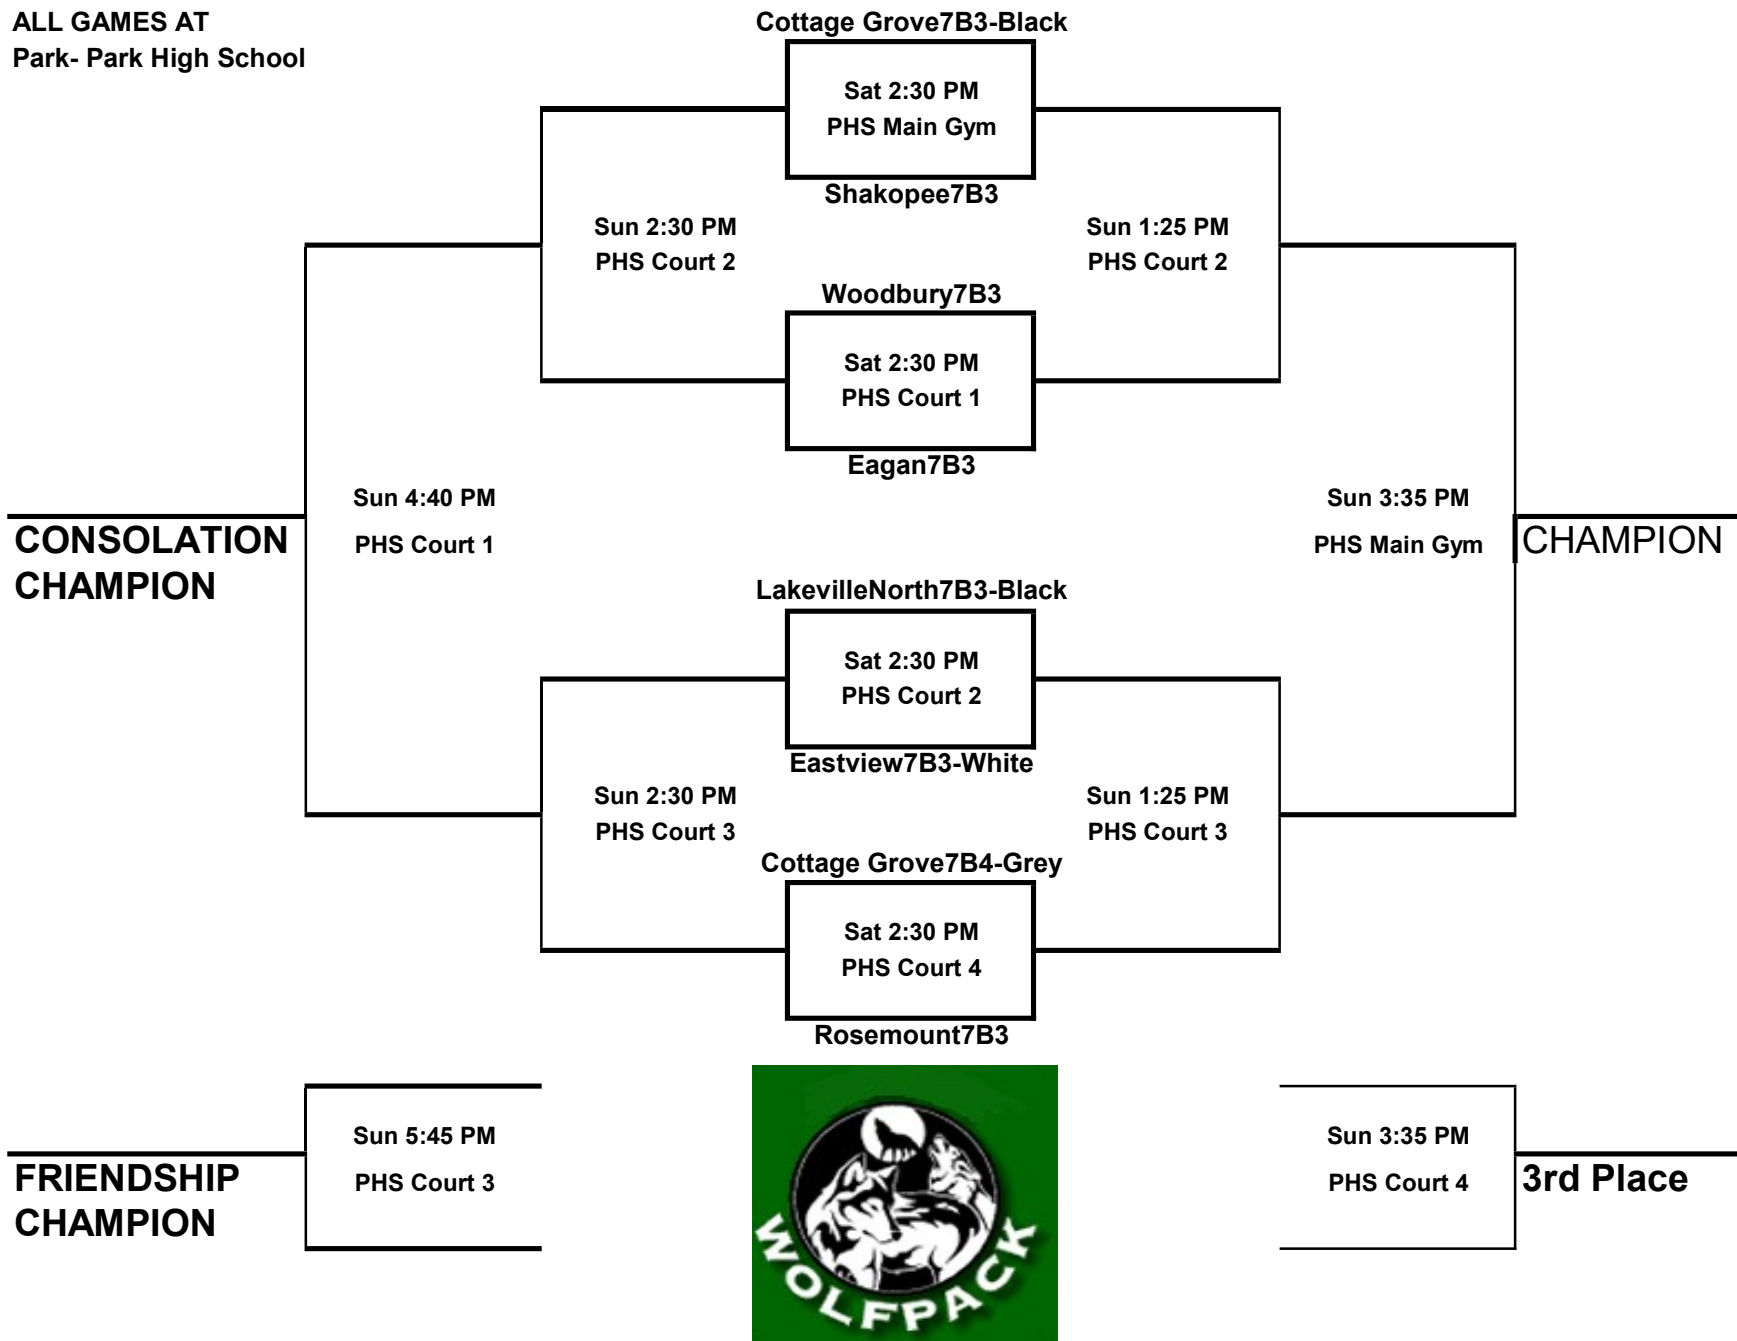 ALL GAMES AT
Park- Park High School
Cottage Grove7B3-Black
Sat 2:30 PM
PHS Main Gym
Shakopee7B3
Sun 2:30 PM
PHS Court 2
Sun 1:25 PM
PHS Court 2
Woodbury7B3
Sat 2:30 PM
PHS Court 1
Eagan7B3
Sun 4:40 PM
PHS Court 1
CONSOLATION
CHAMPION
Sun 3:35 PM
PHS Main Gym
CHAMPION
LakevilleNorth7B3-Black
Sat 2:30 PM
PHS Court 2
Eastview7B3-White
Sun 2:30 PM
PHS Court 3
Sun 1:25 PM
PHS Court 3
Cottage Grove7B4-Grey
Sat 2:30 PM
PHS Court 4
Rosemount7B3
Sun 5:45 PM
PHS Court 3
FRIENDSHIP
CHAMPION
WOLFPACK
Sun 3:35 PM
PHS Court 4
3rd Place